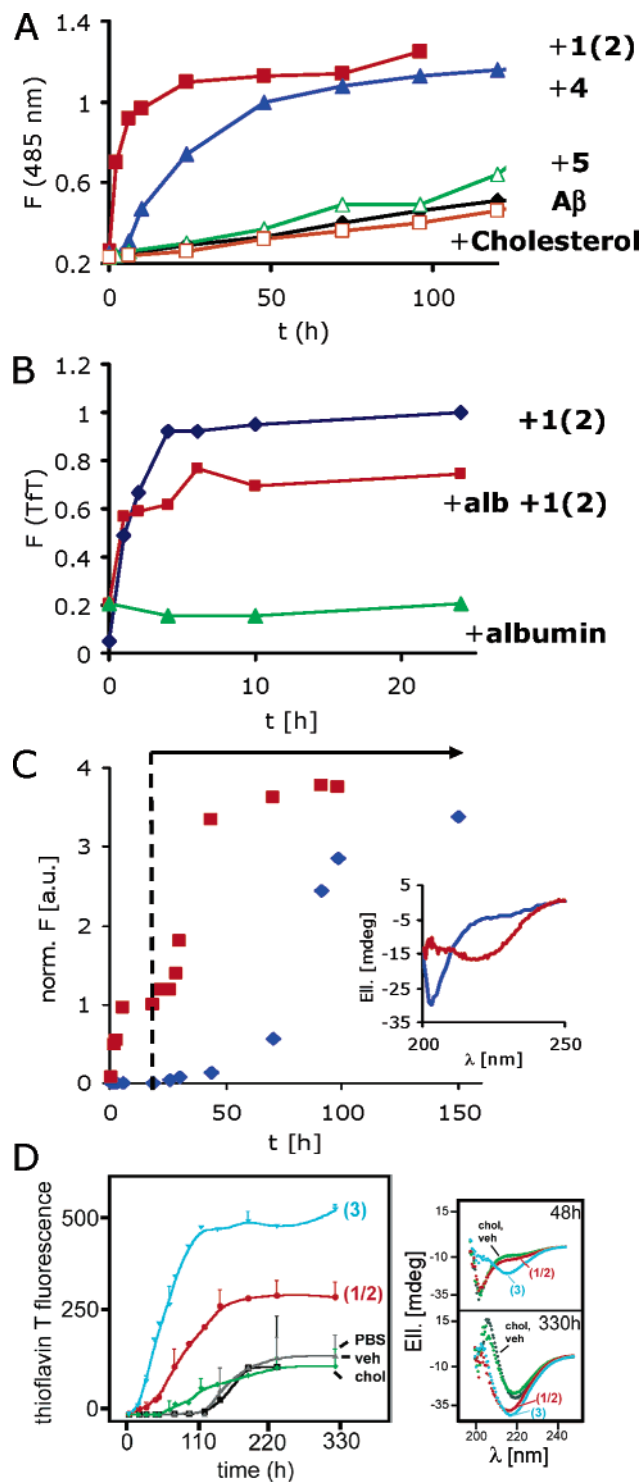 A
1.4
1
0.6
0.2
F (485 nm)
0
50
100
t (h)
+1(2)
+4
+5
Aβ
+Cholesterol
B
1.2
1
0.8
0.6
0.4
0.2
0
F (TfT)
0
10
20
t [h]
+1(2)
+alb +1(2)
+albumin
C
4
3
2
1
0
norm. F [a.u.]
0
50
100
150
t [h]
5
-5
-15
-25
-35
Ell. [mdeg]
200
250
λ [nm]
D
500
250
0
thioflavin T fluorescence
0
110
220
330
time (h)
(3)
(1/2)
PBS
veh
chol
48h
chol,
veh
(1/2)
(3)
-10
-35
330h
chol,
veh
(1/2)
(3)
10
-10
-35
Ell. [mdeg]
200
220
240
λ [nm]